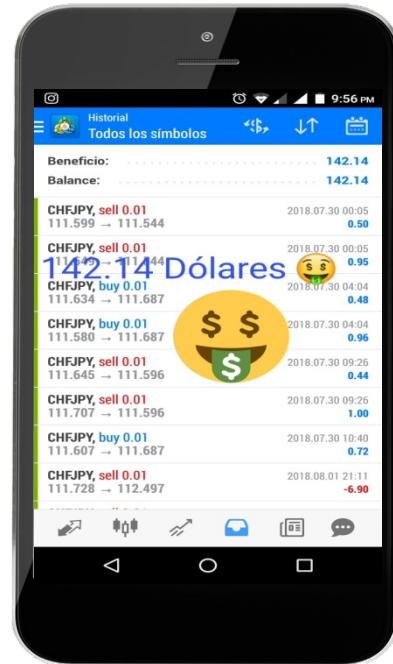 9:56 PM
Historial
Todos los símbolos
Beneficio: 142.14
Balance: 142.14
CHFJPY, sell 0.01 2018.07.30 00:05
111.599 → 111.544 0.50
CHFJPY, sell 0.01 2018.07.30 00:05
111.649 → 111.544 0.95
142.14 Dólares
CHFJPY, buy 0.01 2018.07.30 04:04
111.634 → 111.687 0.48
CHFJPY, buy 0.01 2018.07.30 04:04
111.580 → 111.687 0.96
CHFJPY, sell 0.01 2018.07.30 09:26
111.645 → 111.596 0.44
CHFJPY, sell 0.01 2018.07.30 09:26
111.707 → 111.596 1.00
CHFJPY, buy 0.01 2018.07.30 10:40
111.607 → 111.687 0.72
CHFJPY, sell 0.01 2018.08.01 21:11
111.728 → 112.497 -6.90